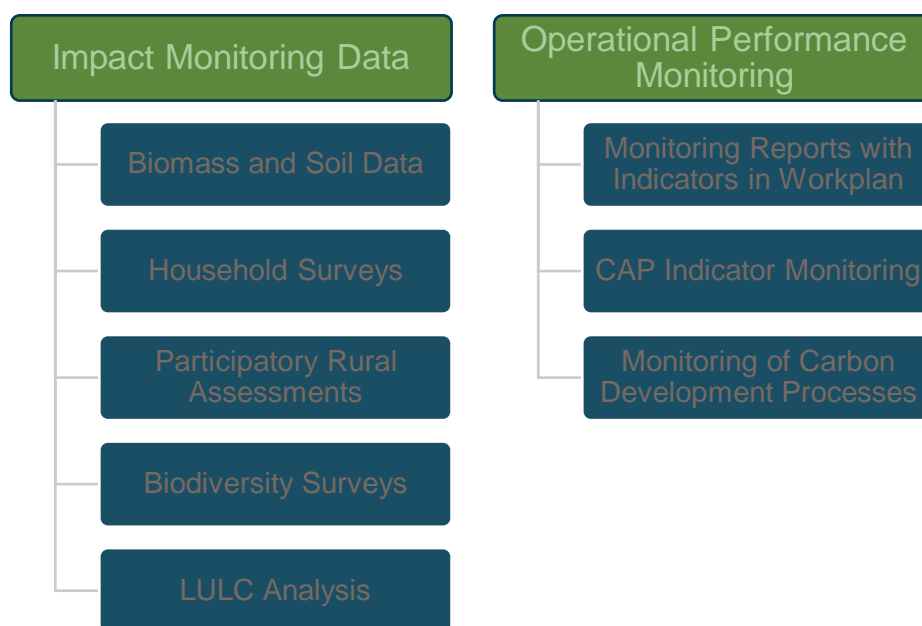 Impact Monitoring Data
Biomass and Soil Data
Household Surveys
Participatory Rural
Assessments
Biodiversity Surveys
LULC Analysis
Operational Performance
Monitoring
Monitoring Reports with
Indicators in Workplan
CAP Indicator Monitoring
Monitoring of Carbon
Development Processes